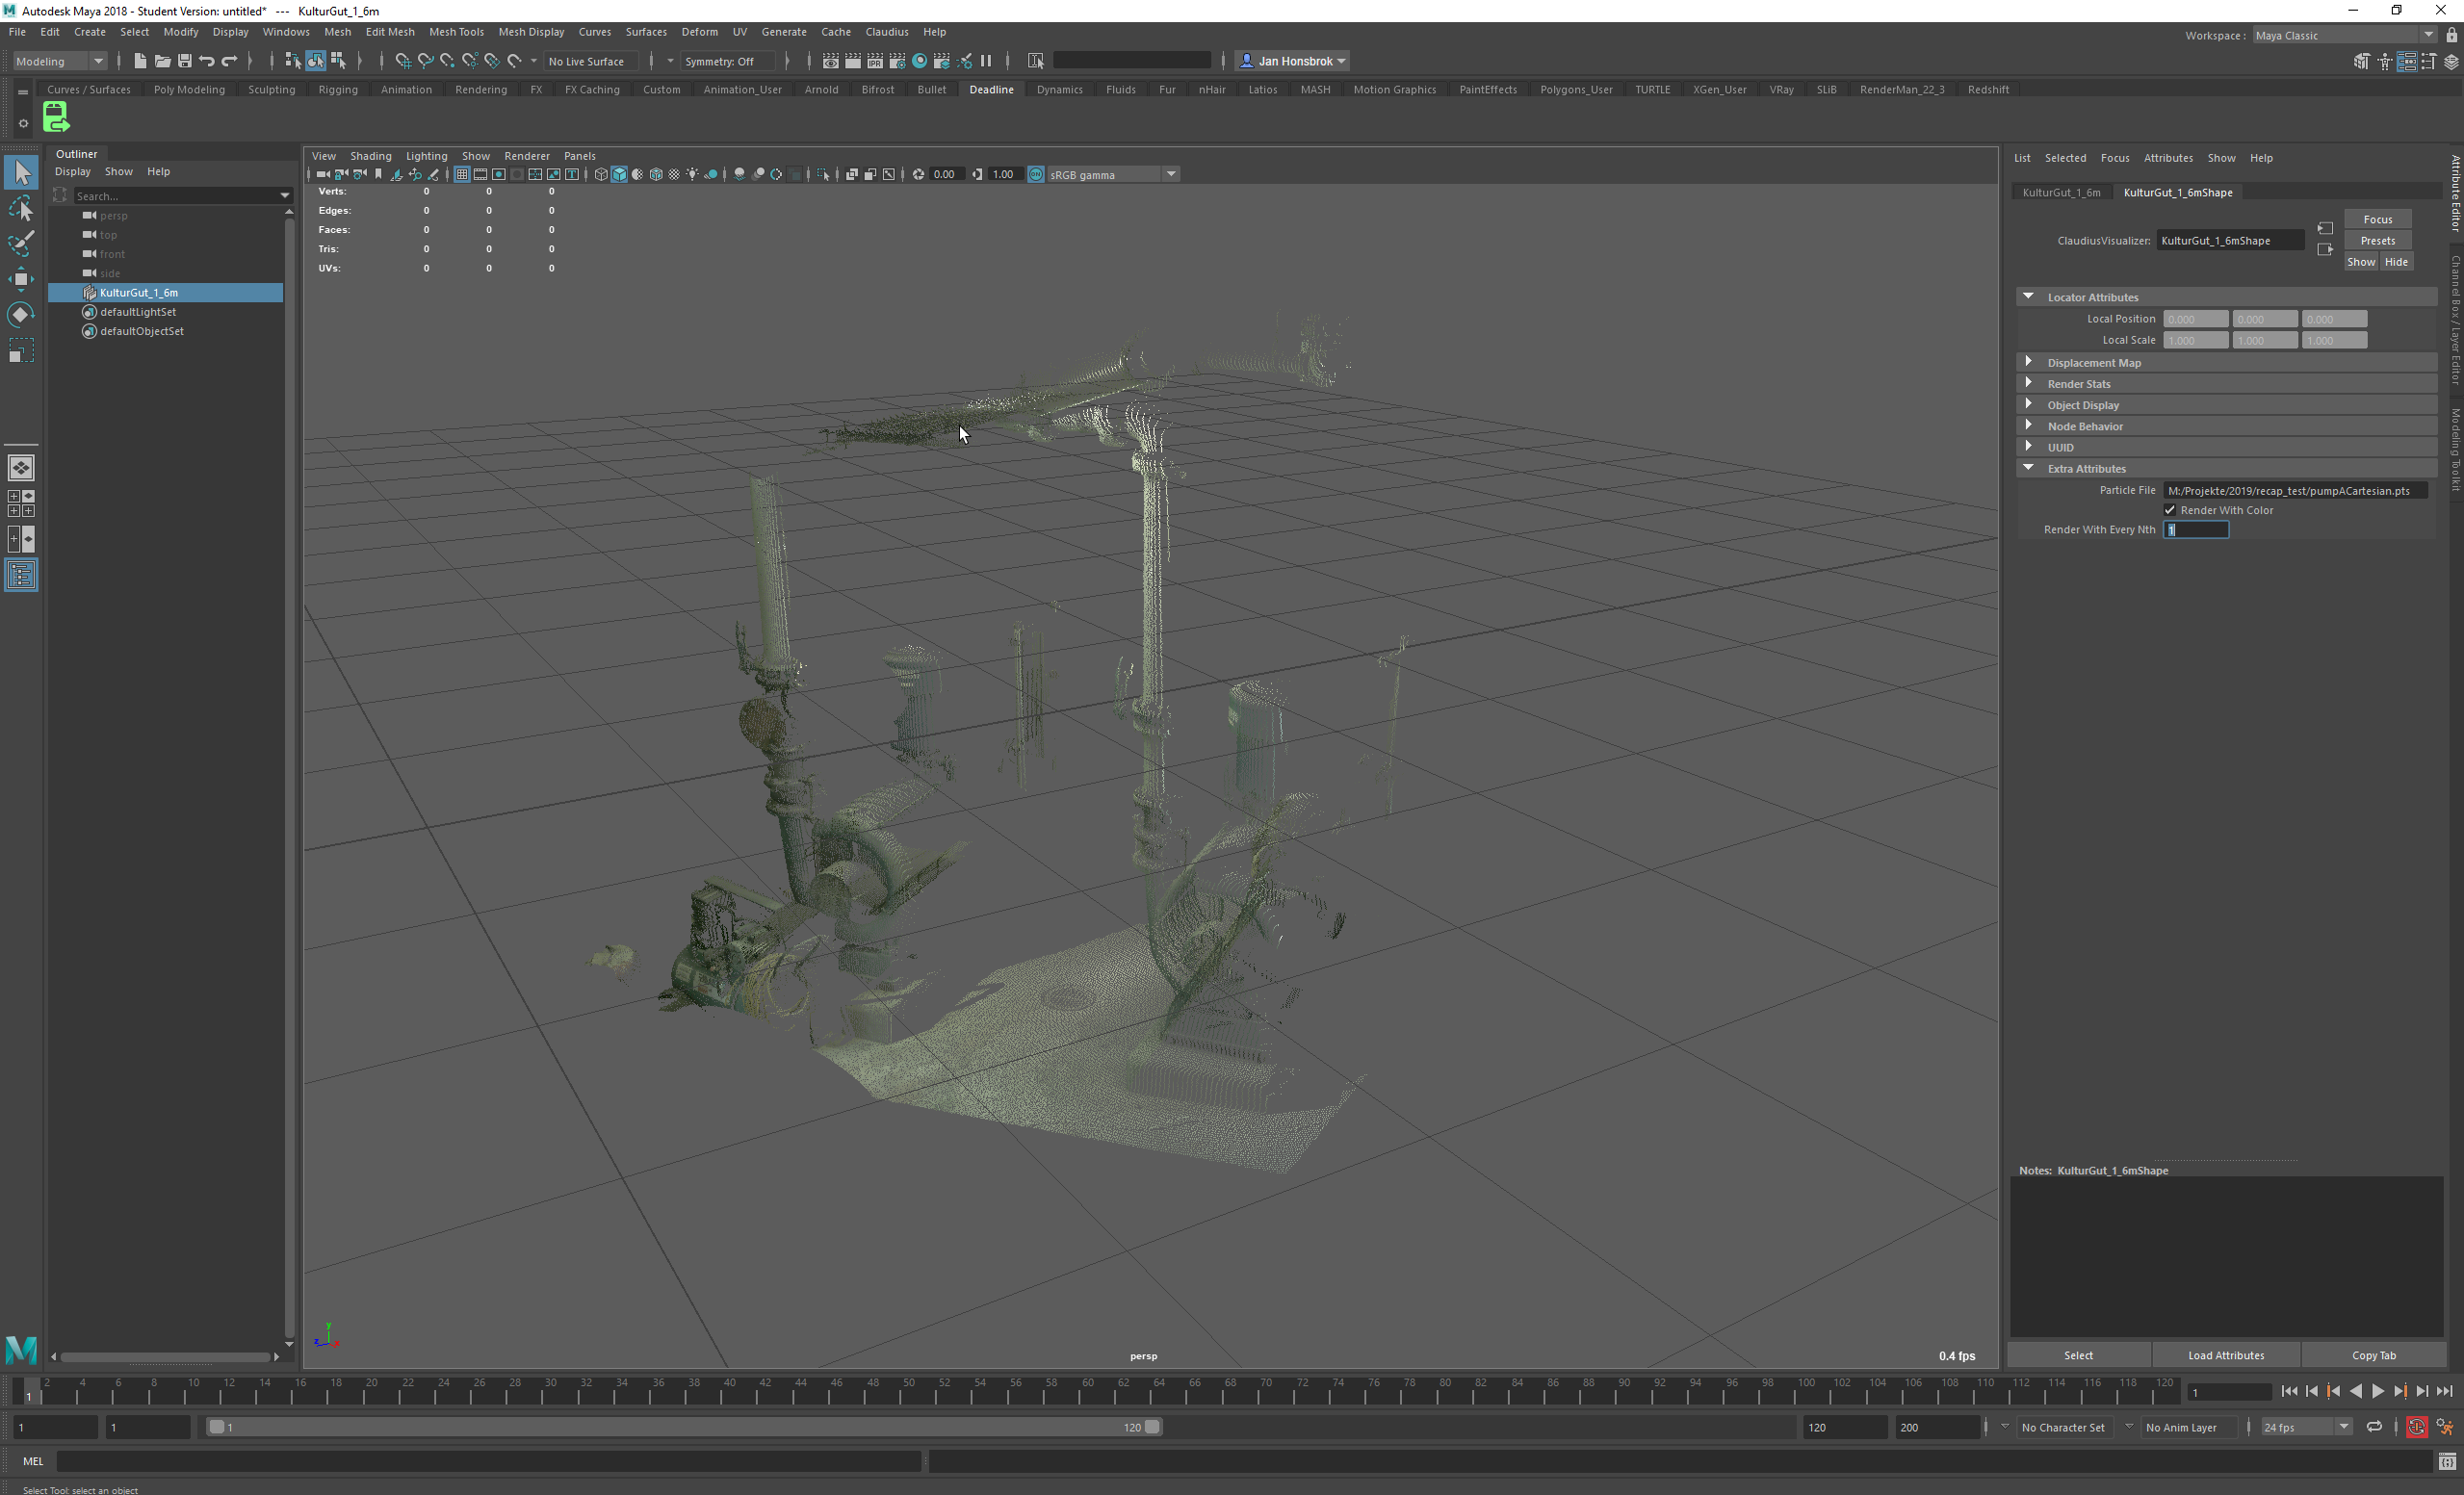 Autodesk Maya 2018 - Student Version: untitled*  ---  KulturGut_1_6m
File Edit Create Select Modify Display Windows Mesh Edit Mesh Mesh Tools Mesh Display Curves Surfaces Deform UV Generate Cache Claudius Help
Workspace : Maya Classic
Modeling No Live Surface Symmetry: Off Jan Honsbrok
Curves / Surfaces Poly Modeling Sculpting Rigging Animation Rendering FX FX Caching Custom Animation_User Arnold Bifrost Bullet Deadline Dynamics Fluids Fur nHair Latios MASH Motion Graphics PaintEffects Polygons_User TURTLE XGen_User VRay SLiB RenderMan_22_3 Redshift
Outliner
Display Show Help
Search...
persp
top
front
side
KulturGut_1_6m
defaultLightSet
defaultObjectSet
View Shading Lighting Show Renderer Panels
0.00 1.00 ON sRGB gamma
Verts: 0 0 0
Edges: 0 0 0
Faces: 0 0 0
Tris: 0 0 0
UVs: 0 0 0
y
z x
persp
0.4 fps
List Selected Focus Attributes Show Help
KulturGut_1_6m KulturGut_1_6mShape
Focus
ClaudiusVisualizer: KulturGut_1_6mShape Presets
Show Hide
Locator Attributes
Local Position 0.000 0.000 0.000
Local Scale 1.000 1.000 1.000
Displacement Map
Render Stats
Object Display
Node Behavior
UUID
Extra Attributes
Particle File M:/Projekte/2019/recap_test/pumpACartesian.pts
Render With Color
Render With Every Nth 1
Notes: KulturGut_1_6mShape
Select Load Attributes Copy Tab
Attribute Editor
Channel Box / Layer Editor
Modeling Toolkit
1 2 4 6 8 10 12 14 16 18 20 22 24 26 28 30 32 34 36 38 40 42 44 46 48 50 52 54 56 58 60 62 64 66 68 70 72 74 76 78 80 82 84 86 88 90 92 94 96 98 100 102 104 106 108 110 112 114 116 118 120 1
1 1 1 120 120 200 No Character Set No Anim Layer 24 fps
MEL
Select Tool: select an object